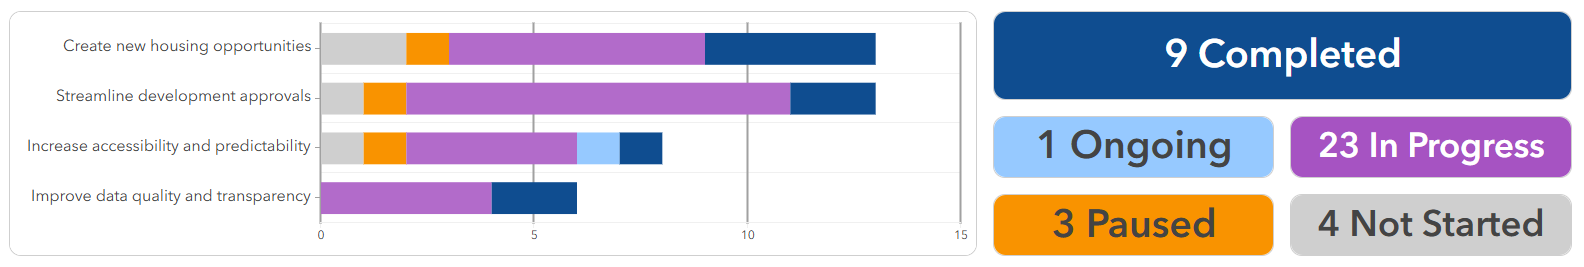 Create new housing opportunities
Streamline development approvals
Increase accessibility and predictability
Improve data quality and transparency
0 5 10 15
9 Completed
1 Ongoing
23 In Progress
3 Paused
4 Not Started